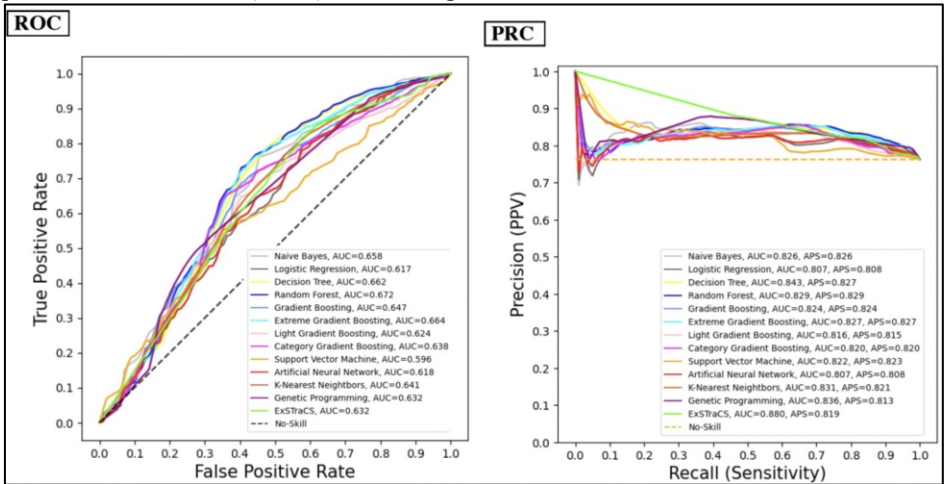 ROC
1.0
0.9
0.8
0.7
0.6
0.5
0.4
0.3
0.2
0.1
0.0
True Positive Rate
Naive Bayes, AUC=0.658
Logistic Regression, AUC=0.617
Decision Tree, AUC=0.662
Random Forest, AUC=0.672
Gradient Boosting, AUC=0.647
Extreme Gradient Boosting, AUC=0.664
Light Gradient Boosting, AUC=0.624
Category Gradient Boosting, AUC=0.638
Support Vector Machine, AUC=0.596
Artificial Neural Network, AUC=0.618
K-Nearest Neightbors, AUC=0.641
Genetic Programming, AUC=0.632
ExSTraCS, AUC=0.632
No-Skill
0.0 0.1 0.2 0.3 0.4 0.5 0.6 0.7 0.8 0.9 1.0
False Positive Rate
PRC
1.0
0.9
0.8
0.7
0.6
0.5
0.4
0.3
0.2
0.1
0.0
Precision (PPV)
Naive Bayes, AUC=0.826, APS=0.826
Logistic Regression, AUC=0.807, APS=0.808
Decision Tree, AUC=0.843, APS=0.827
Random Forest, AUC=0.829, APS=0.829
Gradient Boosting, AUC=0.824, APS=0.824
Extreme Gradient Boosting, AUC=0.827, APS=0.827
Light Gradient Boosting, AUC=0.816, APS=0.815
Category Gradient Boosting, AUC=0.820, APS=0.820
Support Vector Machine, AUC=0.822, APS=0.823
Artificial Neural Network, AUC=0.807, APS=0.808
K-Nearest Neightbors, AUC=0.831, APS=0.821
Genetic Programming, AUC=0.836, APS=0.813
ExSTraCS, AUC=0.880, APS=0.819
No-Skill
0.0 0.1 0.2 0.3 0.4 0.5 0.6 0.7 0.8 0.9 1.0
Recall (Sensitivity)